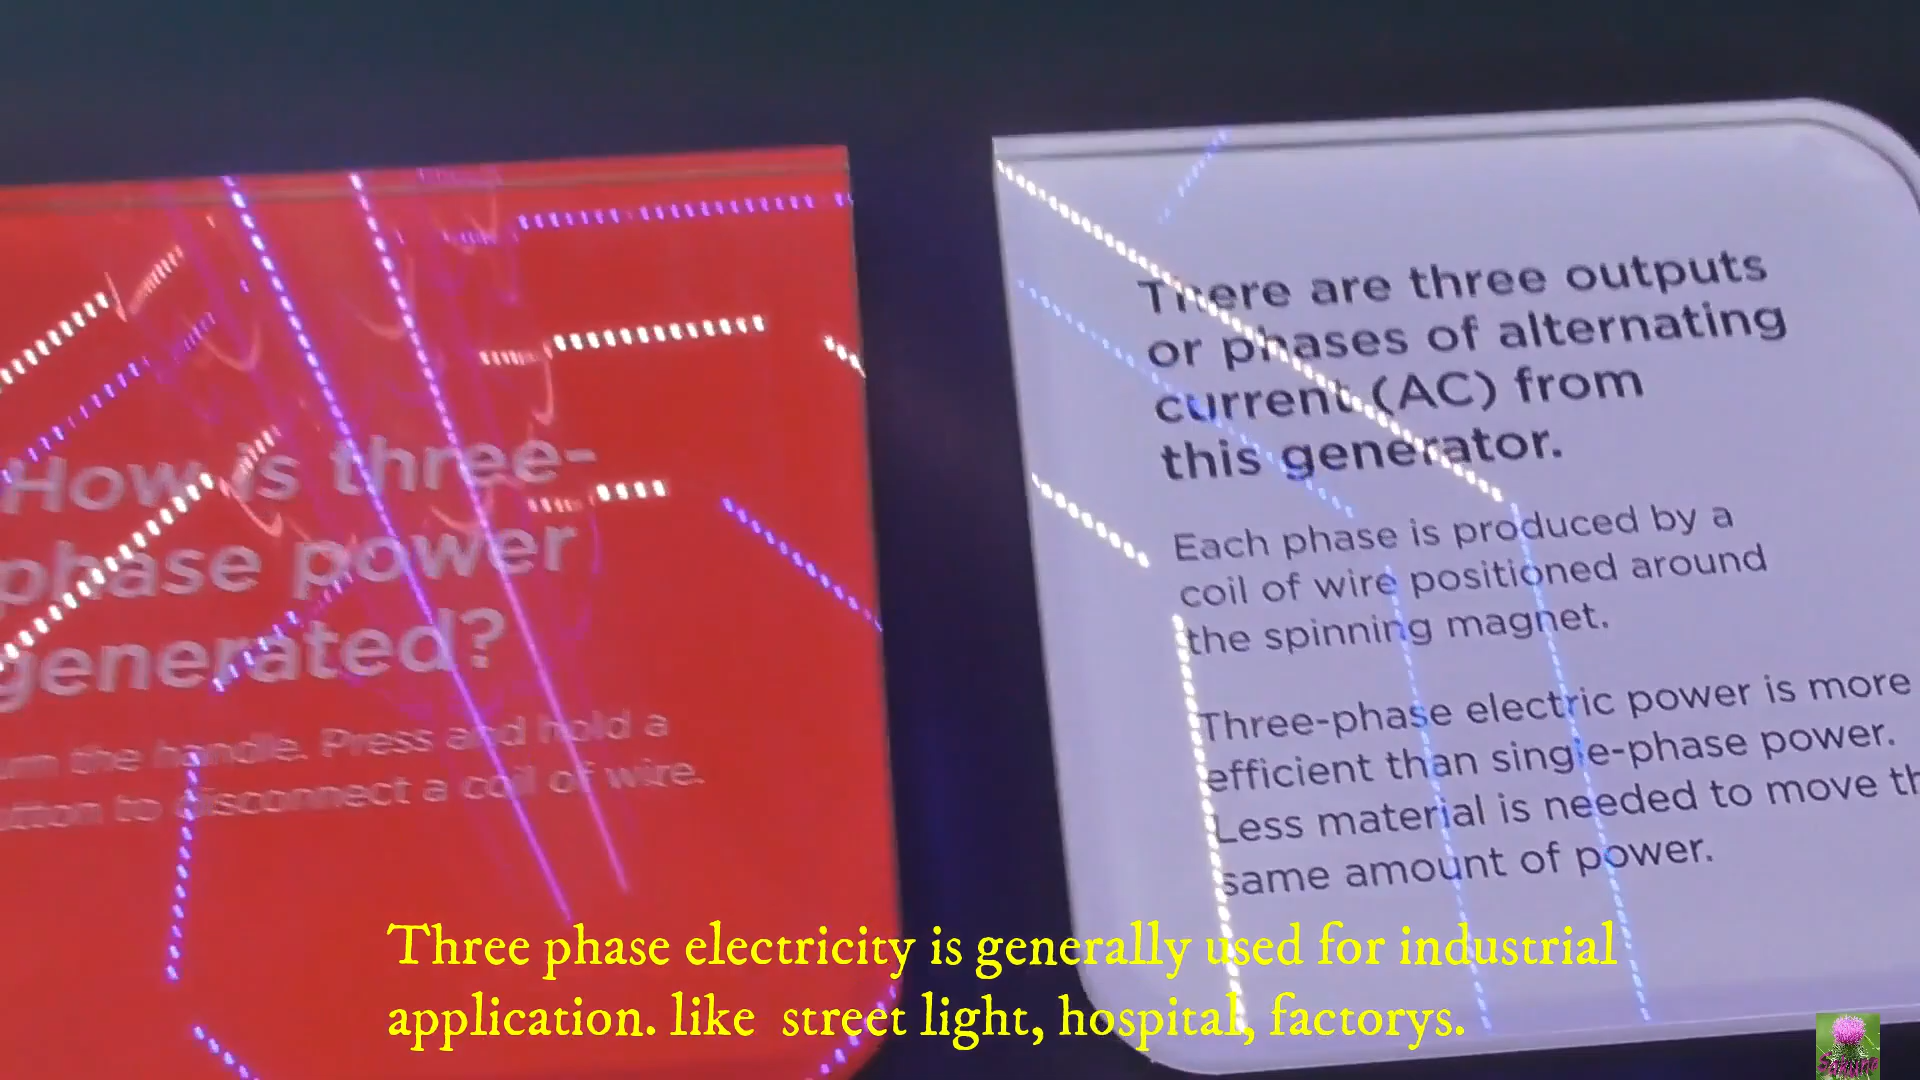 How is three-
phase power
generated?
the handle. Press and hold a
to disconnect a coil of wire.
There are three outputs
or phases of alternating
current (AC) from
this generator.
Each phase is produced by a
coil of wire positioned around
the spinning magnet.
Three-phase electric power is more
efficient than single-phase power.
Less material is needed to move th
same amount of power.
Three phase electricity is generally used for industrial
application. like  street light, hospital, factorys.